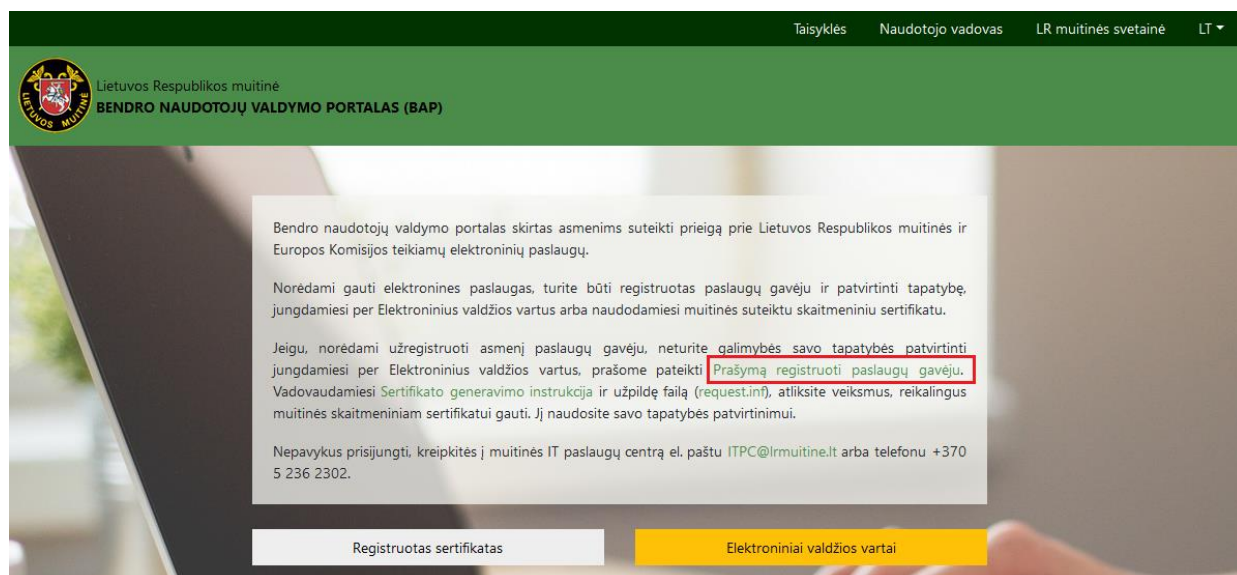 Taisyklės Naudotojo vadovas LR muitinės svetainė LT
Lietuvos Respublikos muitinė
BENDRO NAUDOTOJŲ VALDYMO PORTALAS (BAP)
LIETUVOS MUITINĖ
Bendro naudotojų valdymo portalas skirtas asmenims suteikti prieigą prie Lietuvos Respublikos muitinės ir
Europos Komisijos teikiamų elektroninių paslaugų.
Norėdami gauti elektronines paslaugas, turite būti registruotas paslaugų gavėju ir patvirtinti tapatybę,
jungdamiesi per Elektroninius valdžios vartus arba naudodamiesi muitinės suteiktu skaitmeniniu sertifikatu.
Jeigu, norėdami užregistruoti asmenį paslaugų gavėju, neturite galimybės savo tapatybės patvirtinti
jungdamiesi per Elektroninius valdžios vartus, prašome pateikti Prašymą registruoti paslaugų gavėju.
Vadovaudamiesi Sertifikato generavimo instrukcija ir užpildę failą (request.inf), atliksite veiksmus, reikalingus
muitinės skaitmeniniam sertifikatui gauti. Jį naudosite savo tapatybės patvirtinimui.
Nepavykus prisijungti, kreipkitės į muitinės IT paslaugų centrą el. paštu ITPC@lrmuitine.lt arba telefonu +370
5 236 2302.
Registruotas sertifikatas Elektroniniai valdžios vartai